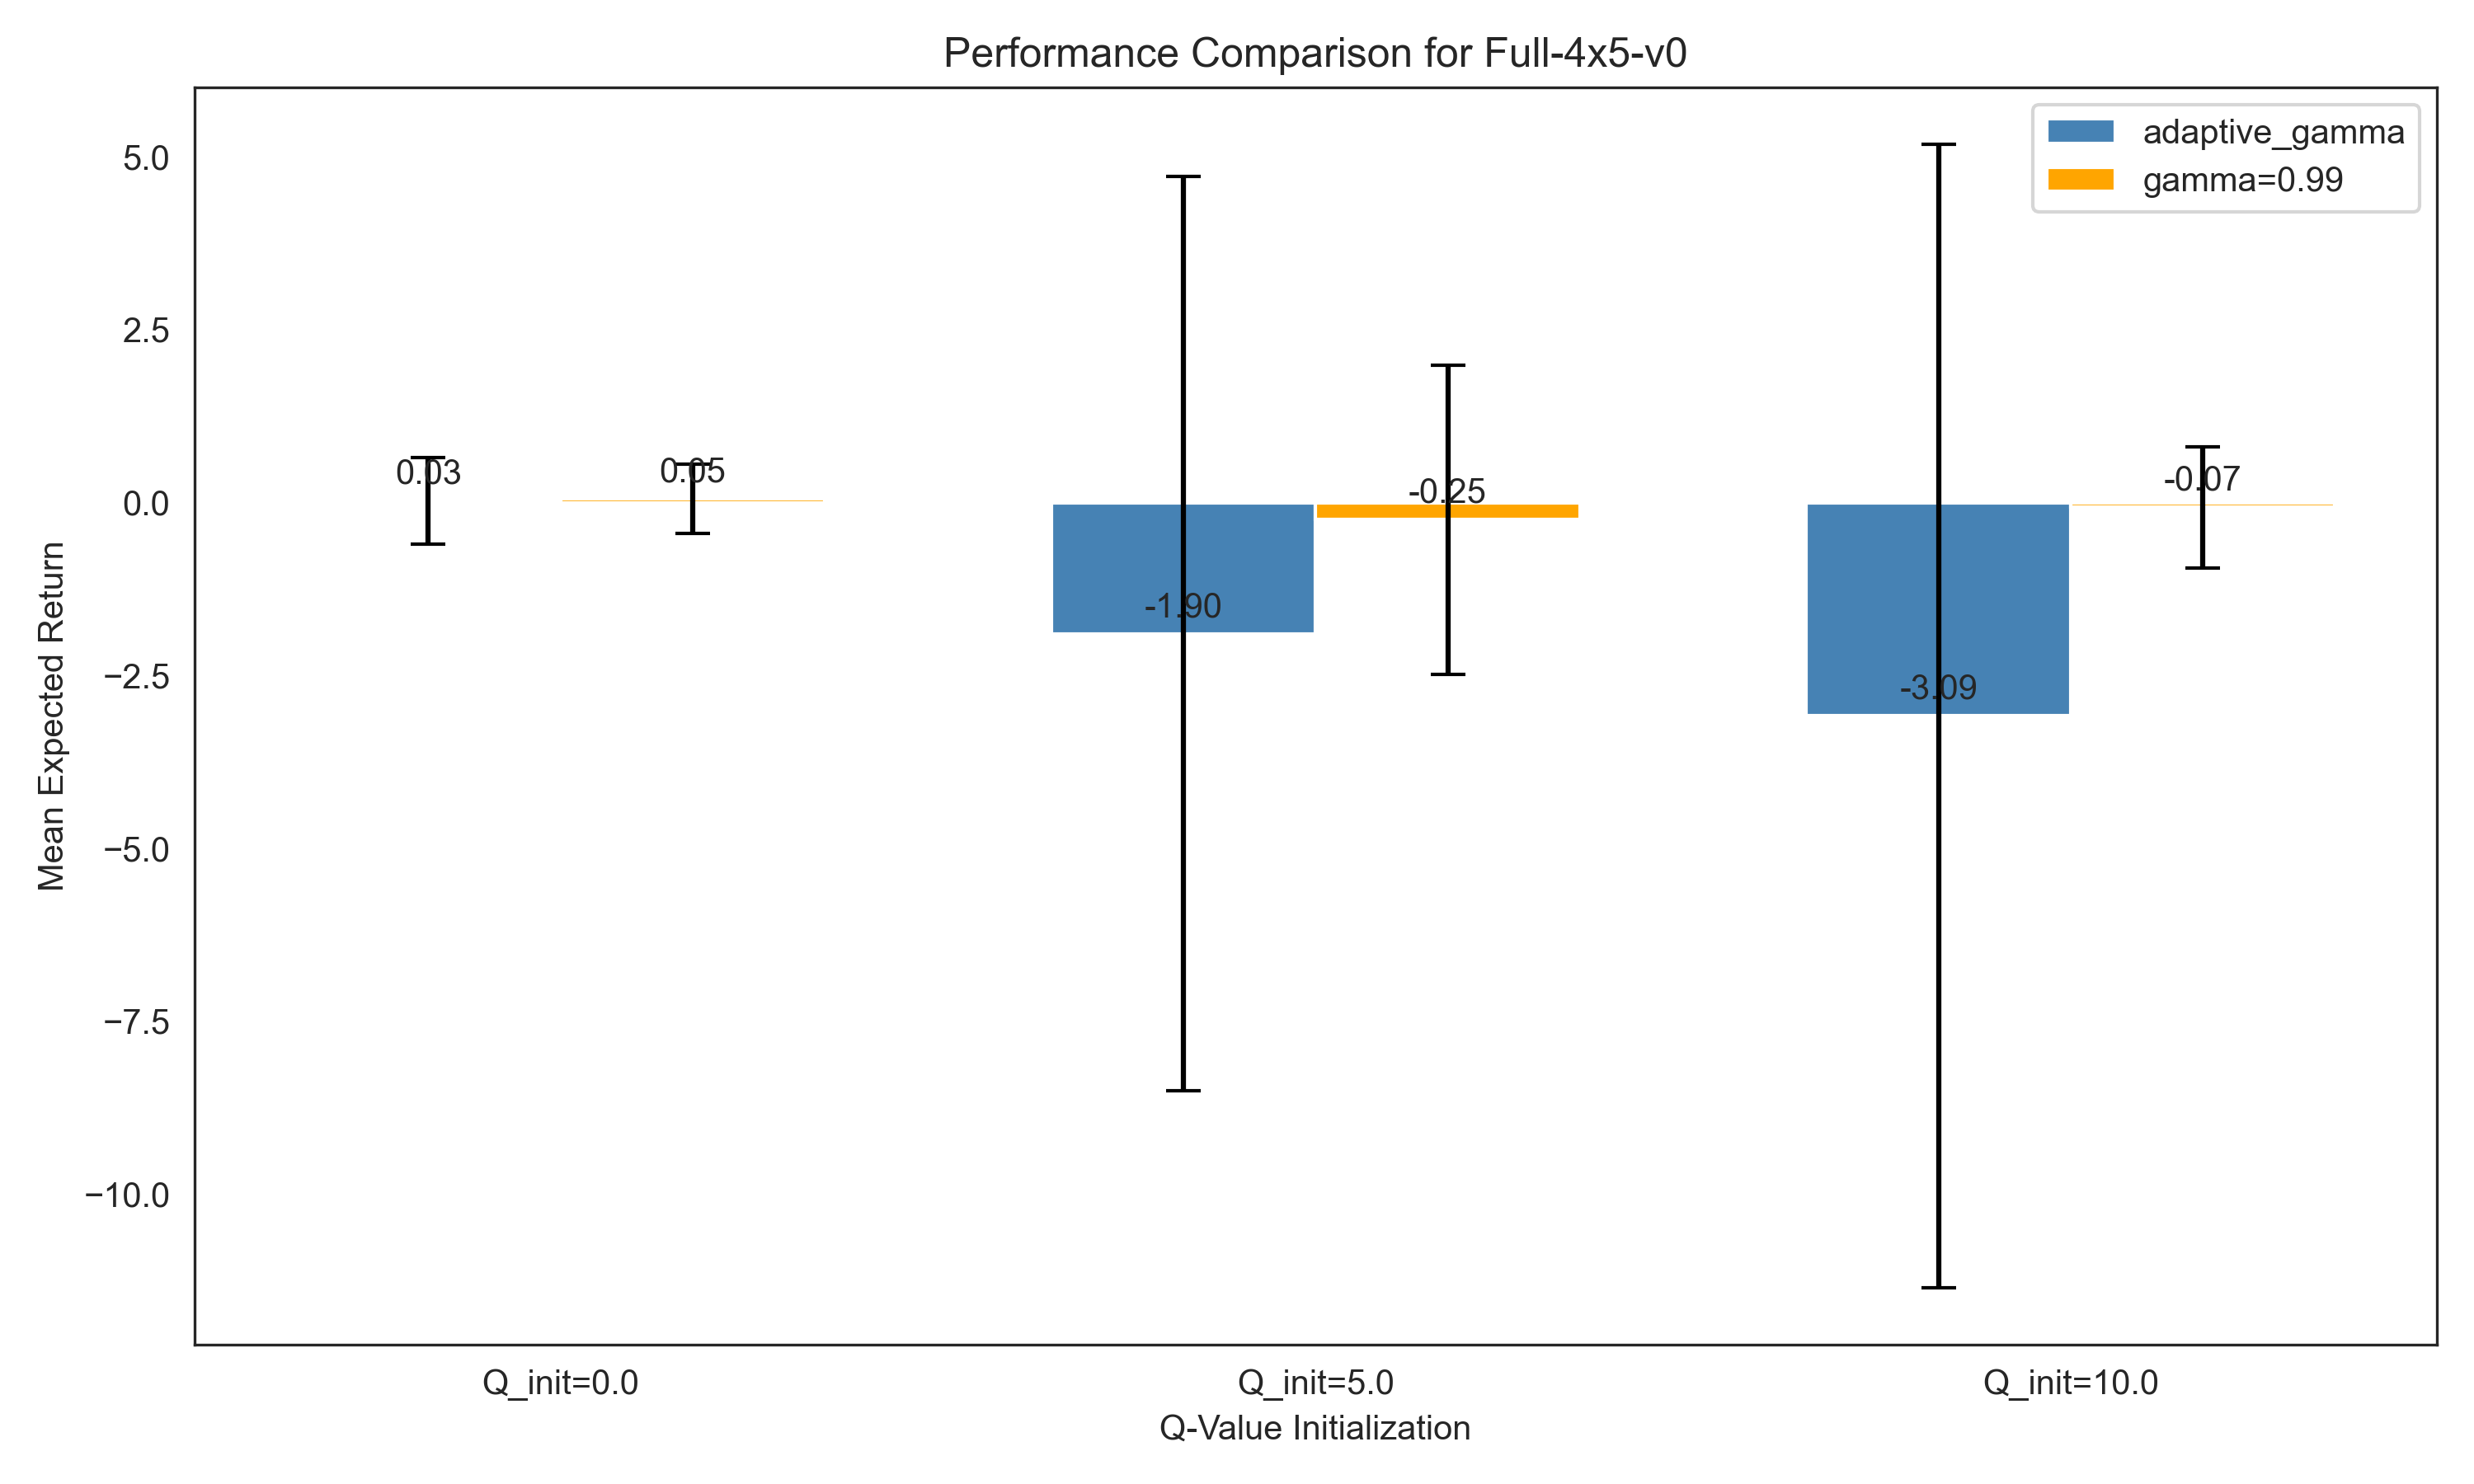 Performance Comparison for Full-4x5-v0
adaptive_gamma
gamma=0.99
5.0
2.5
0.0
−2.5
−5.0
−7.5
−10.0
Mean Expected Return
0.03
0.05
-1.90
-0.25
-3.09
-0.07
Q_init=0.0
Q_init=5.0
Q_init=10.0
Q-Value Initialization